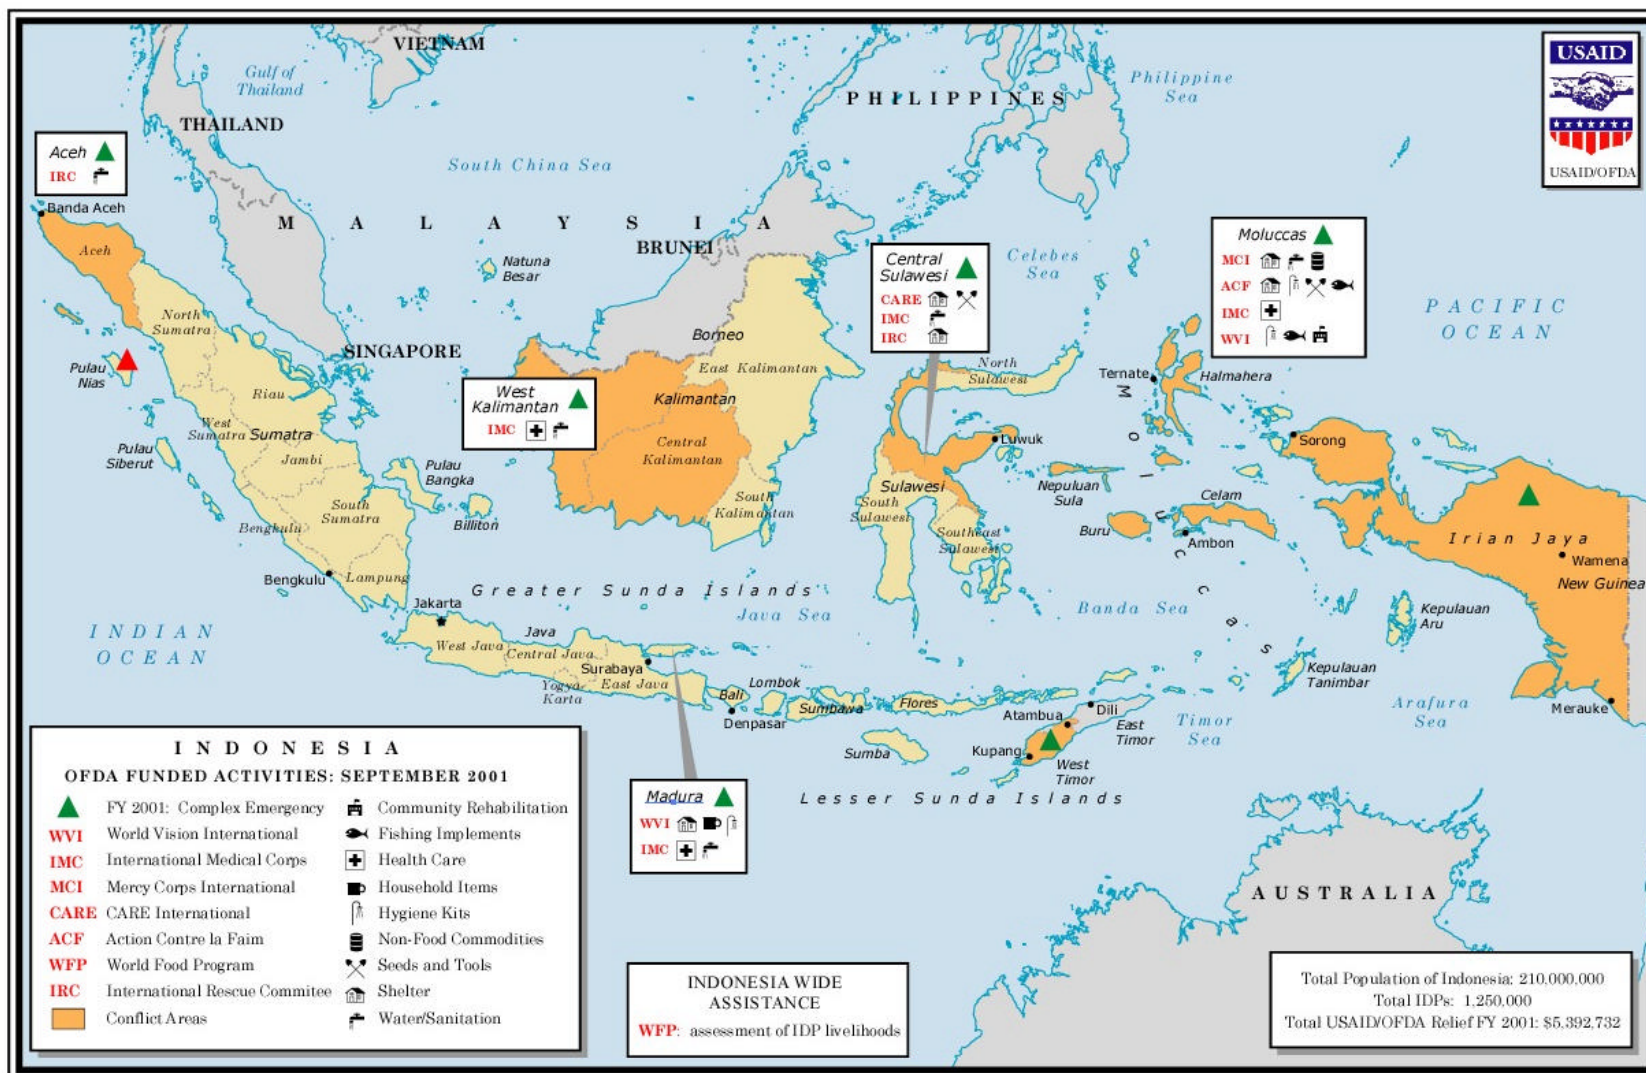 VIETNAM
Gulf of
Thailand
THAILAND
PHILIPPINES
Philippine
Sea
USAID
USAID/OFDA
Aceh
IRC
South China Sea
Banda Aceh
MALAYSIA
BRUNEI
Aceh
Natuna
Besar
Central
Sulawesi
CARE
IMC
IRC
Celebes
Sea
Moluccas
MCI
ACF
IMC
WVI
PACIFIC
OCEAN
North
Sumatra
SINGAPORE
Borneo
Pulau
Nias
East Kalimantan
North
Sulawesi
Ternate
Halmahera
Riau
West
Kalimantan
IMC
Kalimantan
West
Sumatra
Sumatra
Jambi
Central
Kalimantan
Luwuk
Moluccas
Sorong
Pulau
Siberut
Pulau
Bangka
Billiton
South
Sumatra
Bengkulu
South
Kalimantan
Sulawesi
South
Sulawesi
Southeast
Sulawesi
Nepuluan
Sula
Buru
Celam
Ambon
Irian Jaya
Wamena
New Guinea
Bengkulu
Lampung
Greater Sunda Islands
Java Sea
Banda Sea
Jakarta
INDIAN
OCEAN
Java
West Java
Central Java
Surabaya
Yogya
Karta
East Java
Kepulauan
Aru
Kepulauan
Tanimbar
Bali
Lombok
Denpasar
Sumbawa
Flores
Sumba
Atambua
Dili
East
Timor
Kupang
West
Timor
Timor
Sea
Arafura
Sea
Merauke
Lesser Sunda Islands
Madura
WVI
IMC
AUSTRALIA
INDONESIA
OFDA FUNDED ACTIVITIES: SEPTEMBER 2001
FY 2001: Complex Emergency
Community Rehabilitation
WVI World Vision International
Fishing Implements
IMC International Medical Corps
Health Care
MCI Mercy Corps International
Household Items
CARE CARE International
Hygiene Kits
ACF Action Contre la Faim
Non-Food Commodities
WFP World Food Program
Seeds and Tools
IRC International Rescue Commitee
Shelter
Conflict Areas
Water/Sanitation
INDONESIA WIDE
ASSISTANCE
WFP: assessment of IDP livelihoods
Total Population of Indonesia: 210,000,000
Total IDPs: 1,250,000
Total USAID/OFDA Relief FY 2001: $5,392,732